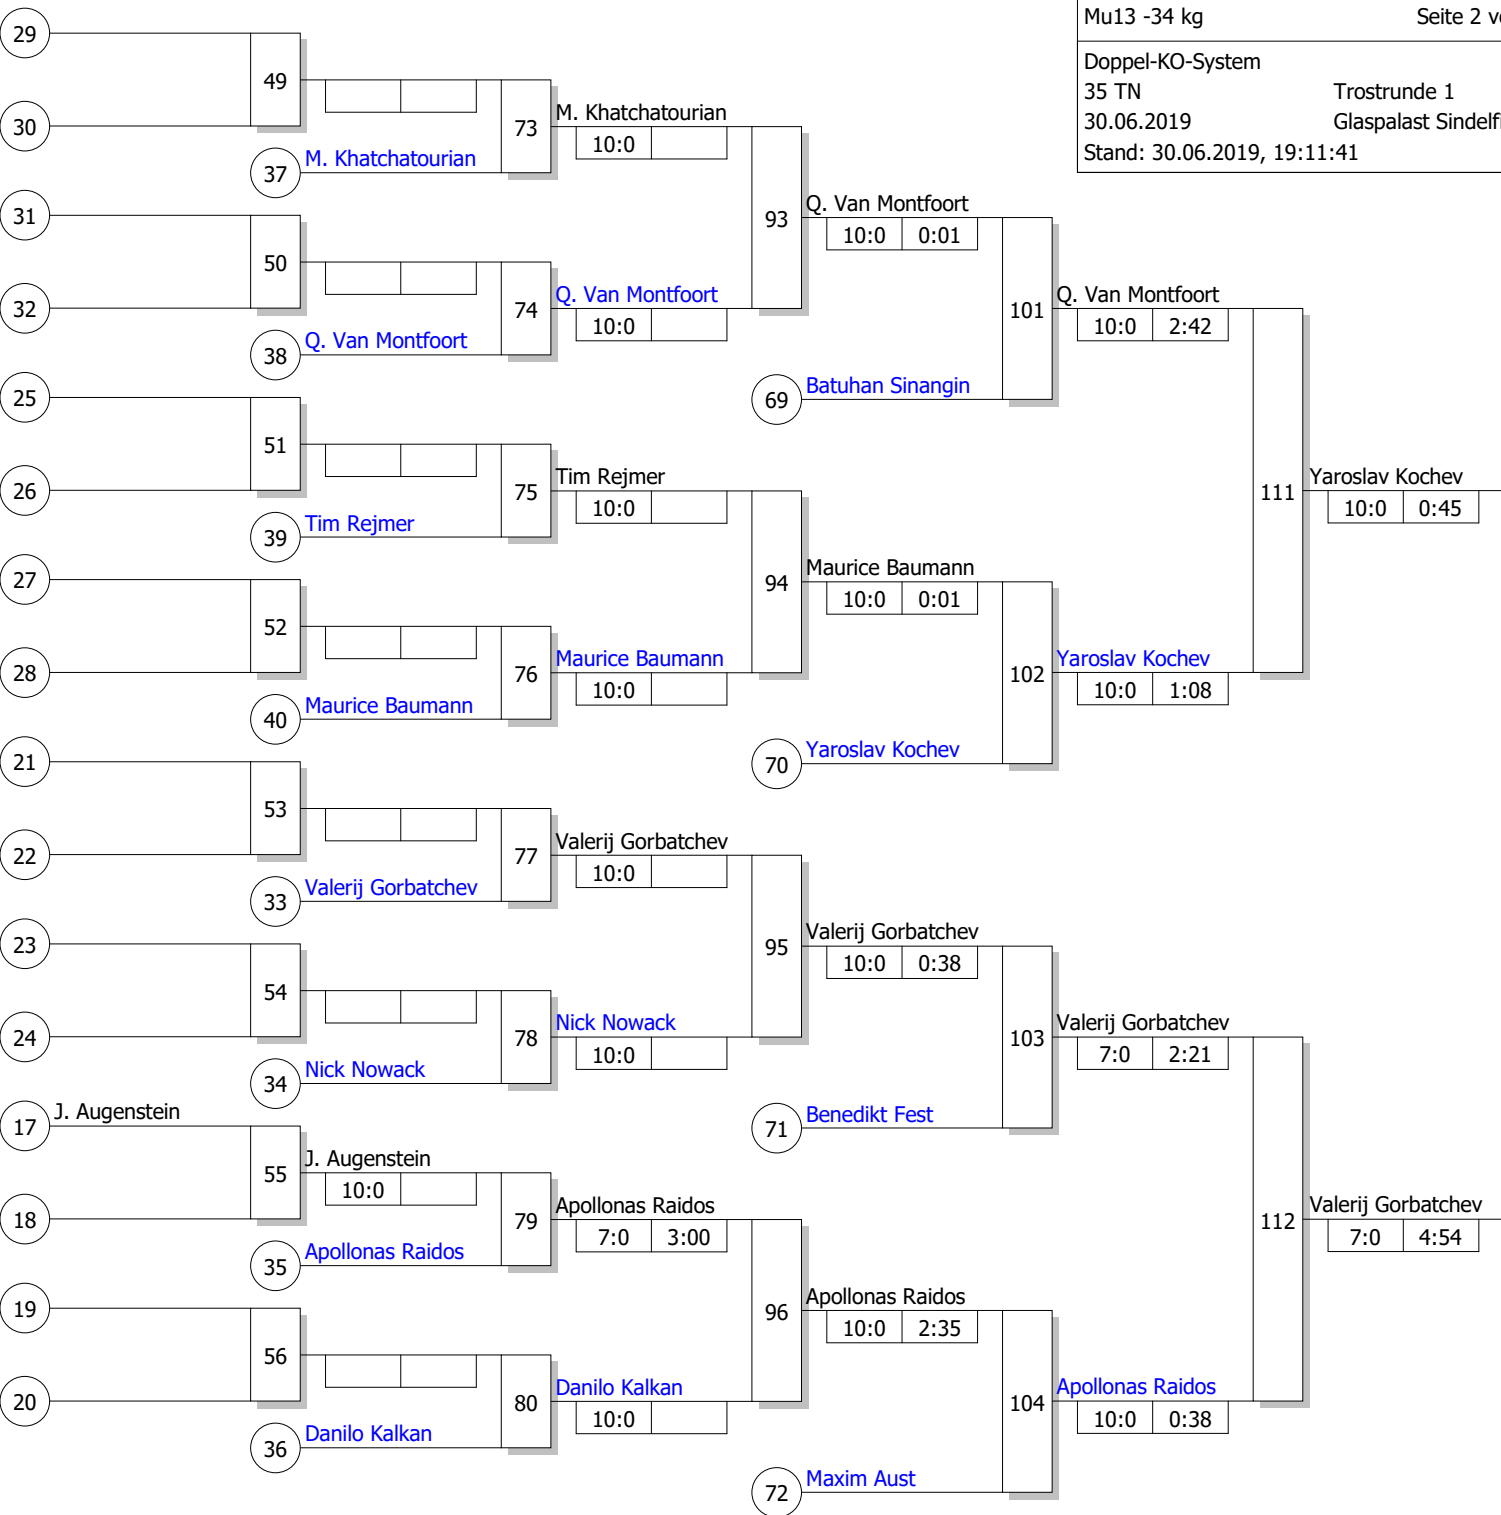 Mu13 -34 kg Seite 2
Doppel-KO-System
35 TN Trostrunde 1
30.06.2019 Glaspalast
Stand: 30.06.2019, 19:11:41
29
49
30
73
M. Khatchatourian
10:0
37
M. Khatchatourian
31
93
Q. Van Montfoort
10:0 0:01
50
32
74
Q. Van Montfoort
10:0
38
Q. Van Montfoort
101
Q. Van Montfoort
10:0 2:42
69
Batuhan Sinangin
25
51
26
75
Tim Rejmer
10:0
39
Tim Rejmer
111
Yaroslav Kochev
10:0 0:45
27
94
Maurice Baumann
10:0 0:01
52
28
76
Maurice Baumann
10:0
40
Maurice Baumann
102
Yaroslav Kochev
10:0 1:08
70
Yaroslav Kochev
21
53
22
77
Valerij Gorbatchev
10:0
33
Valerij Gorbatchev
23
95
Valerij Gorbatchev
10:0 0:38
54
24
78
Nick Nowack
10:0
34
Nick Nowack
103
Valerij Gorbatchev
7:0 2:21
71
Benedikt Fest
17
J. Augenstein
55
J. Augenstein
10:0
18
79
Apollonas Raidos
7:0 3:00
35
Apollonas Raidos
112
Valerij Gorbatchev
7:0 4:54
19
96
Apollonas Raidos
10:0 2:35
56
20
80
Danilo Kalkan
10:0
36
Danilo Kalkan
104
Apollonas Raidos
10:0 0:38
72
Maxim Aust